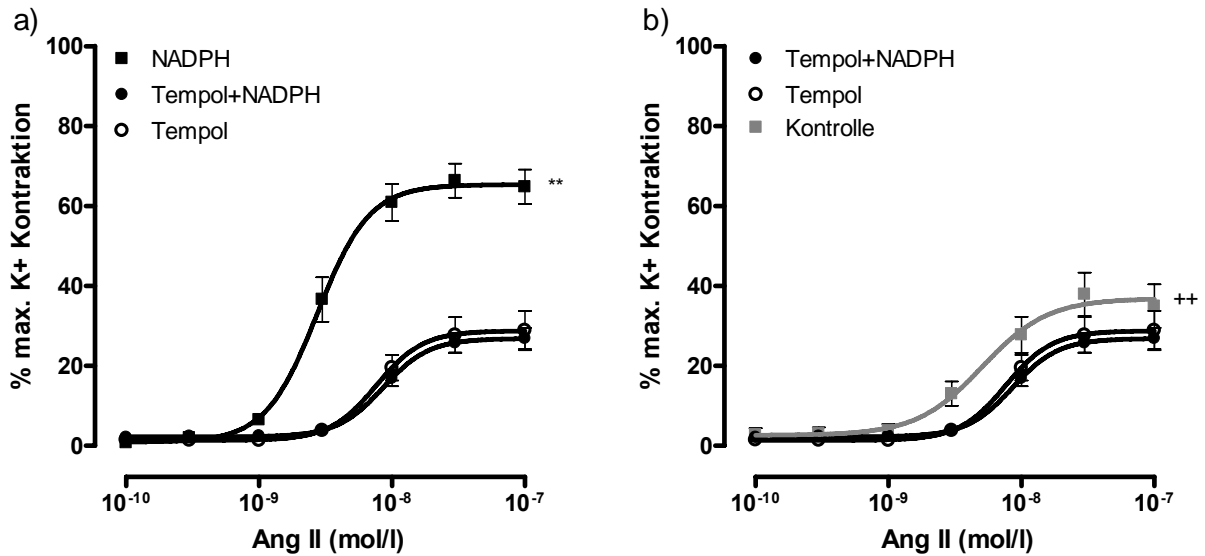 a)
% max. K+ Kontraktion
100
80
60
40
20
0
NADPH
Tempol+NADPH
Tempol
**
10⁻¹⁰
10⁻⁹
10⁻⁸
10⁻⁷
Ang II (mol/l)
b)
% max. K+ Kontraktion
100
80
60
40
20
0
Tempol+NADPH
Tempol
Kontrolle
++
10⁻¹⁰
10⁻⁹
10⁻⁸
10⁻⁷
Ang II (mol/l)